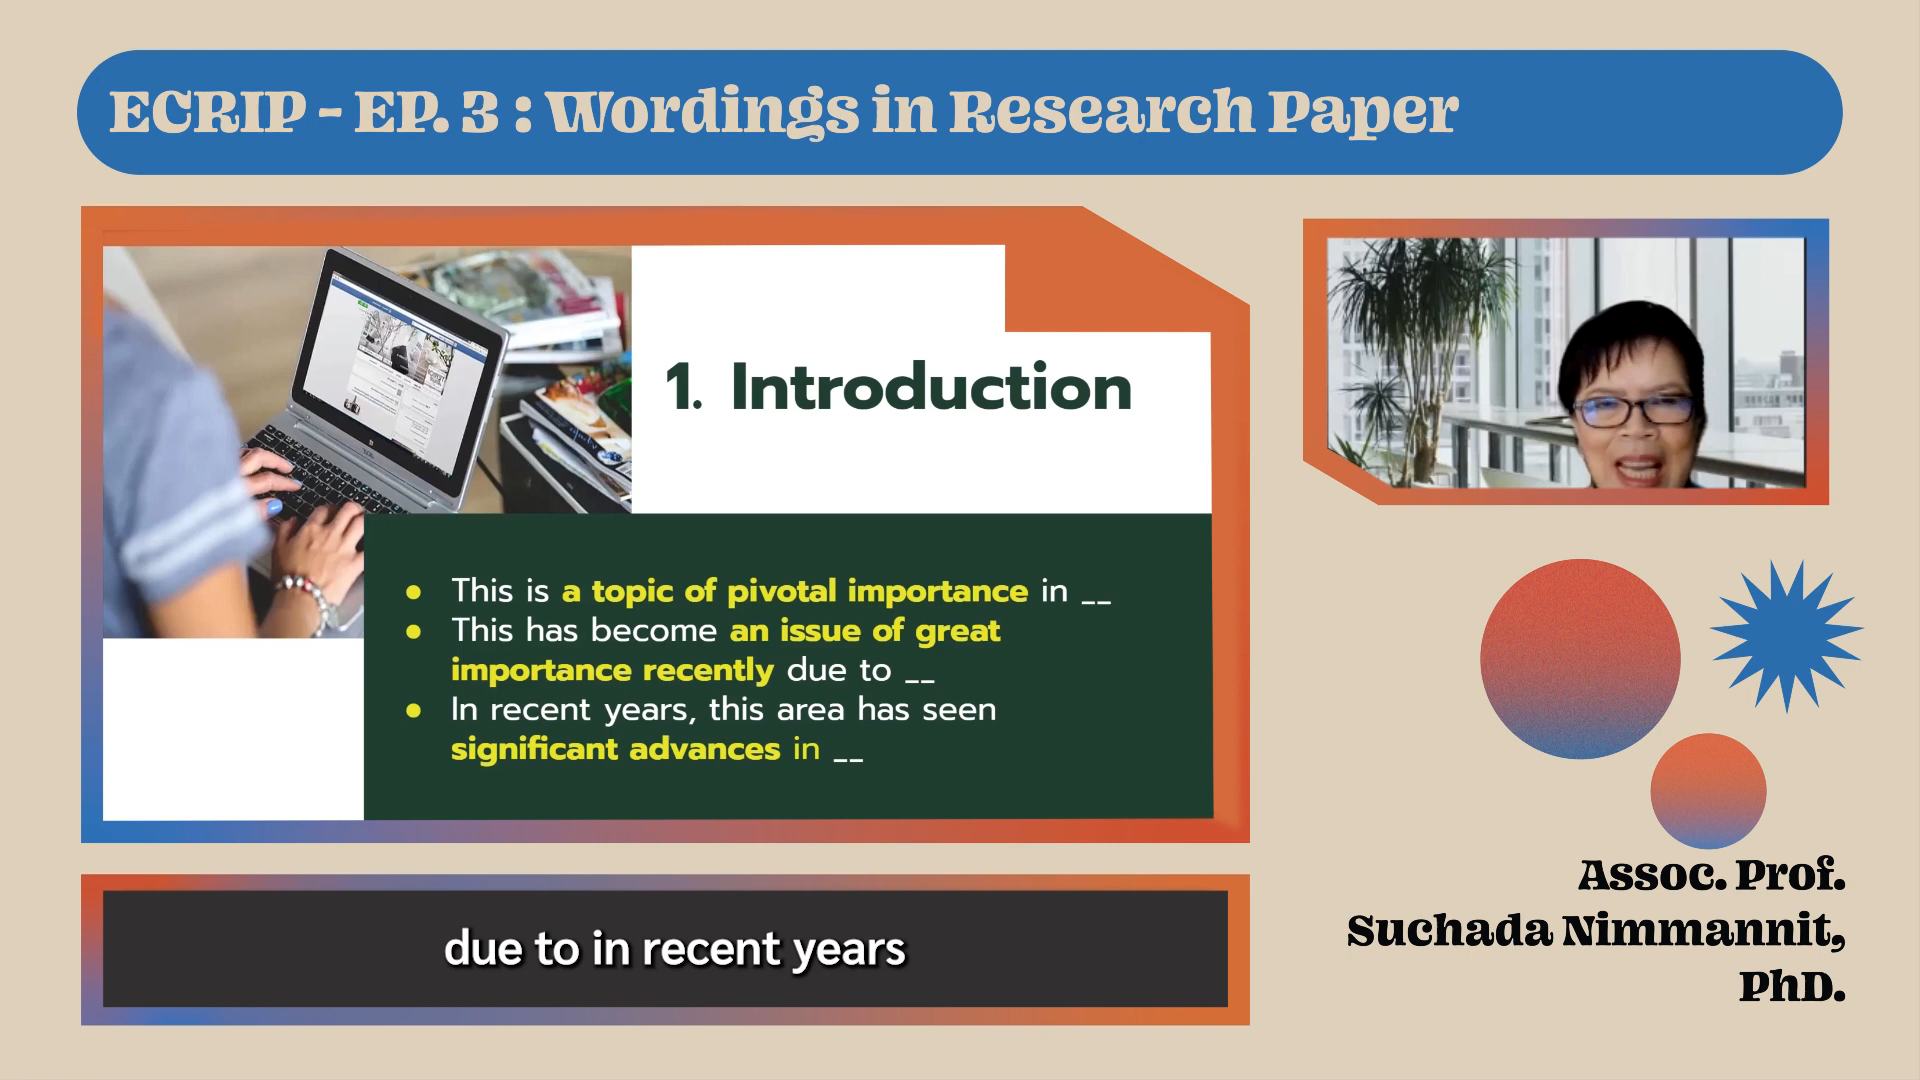 ECRIP - EP. 3 : Wordings in Research Paper
1. Introduction
● This is a topic of pivotal importance in __
● This has become an issue of great
importance recently due to __
● In recent years, this area has seen
significant advances in __
due to in recent years
Assoc. Prof.
Suchada Nimmannit,
PhD.